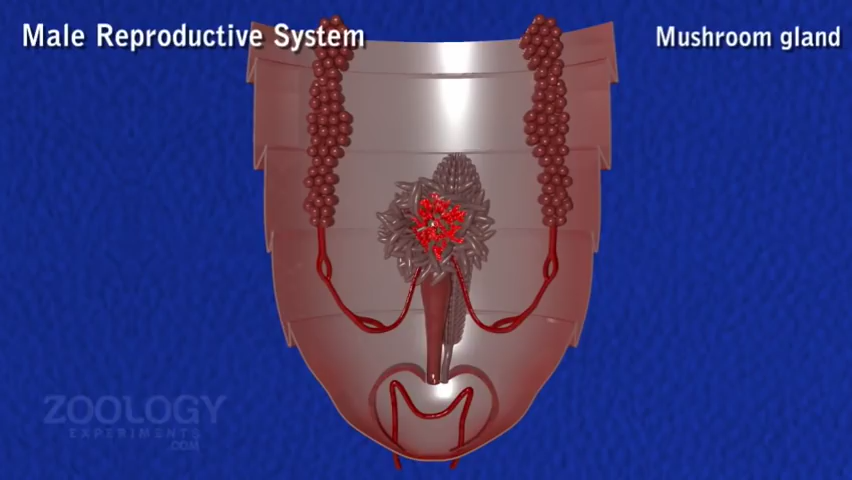 Male Reproductive System
Mushroom gland
ZOOLOGY
EXPERIMENTS
.COM